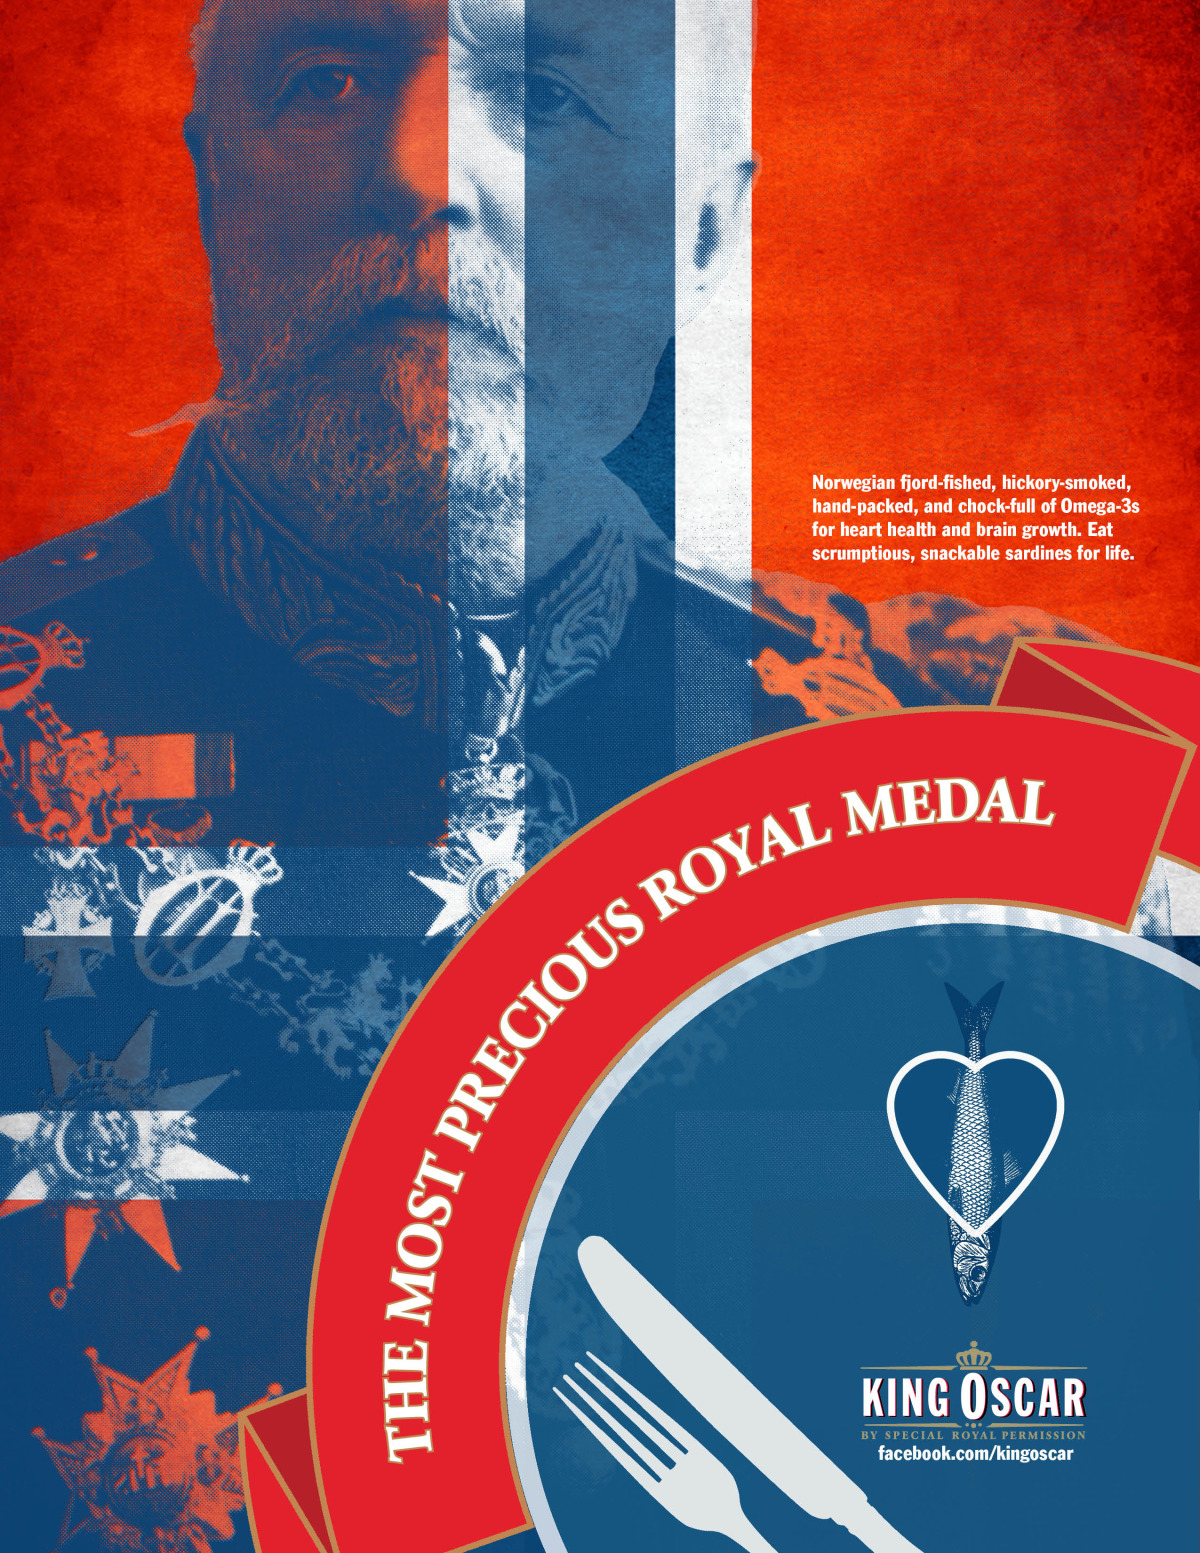 Norwegian fjord-fished, hickory-smoked,
hand-packed, and chock-full of Omega-3s
for heart health and brain growth. Eat
scrumptious, snackable sardines for life.
THE MOST PRECIOUS ROYAL MEDAL
KING OSCAR
BY SPECIAL ROYAL PERMISSION
facebook.com/kingoscar